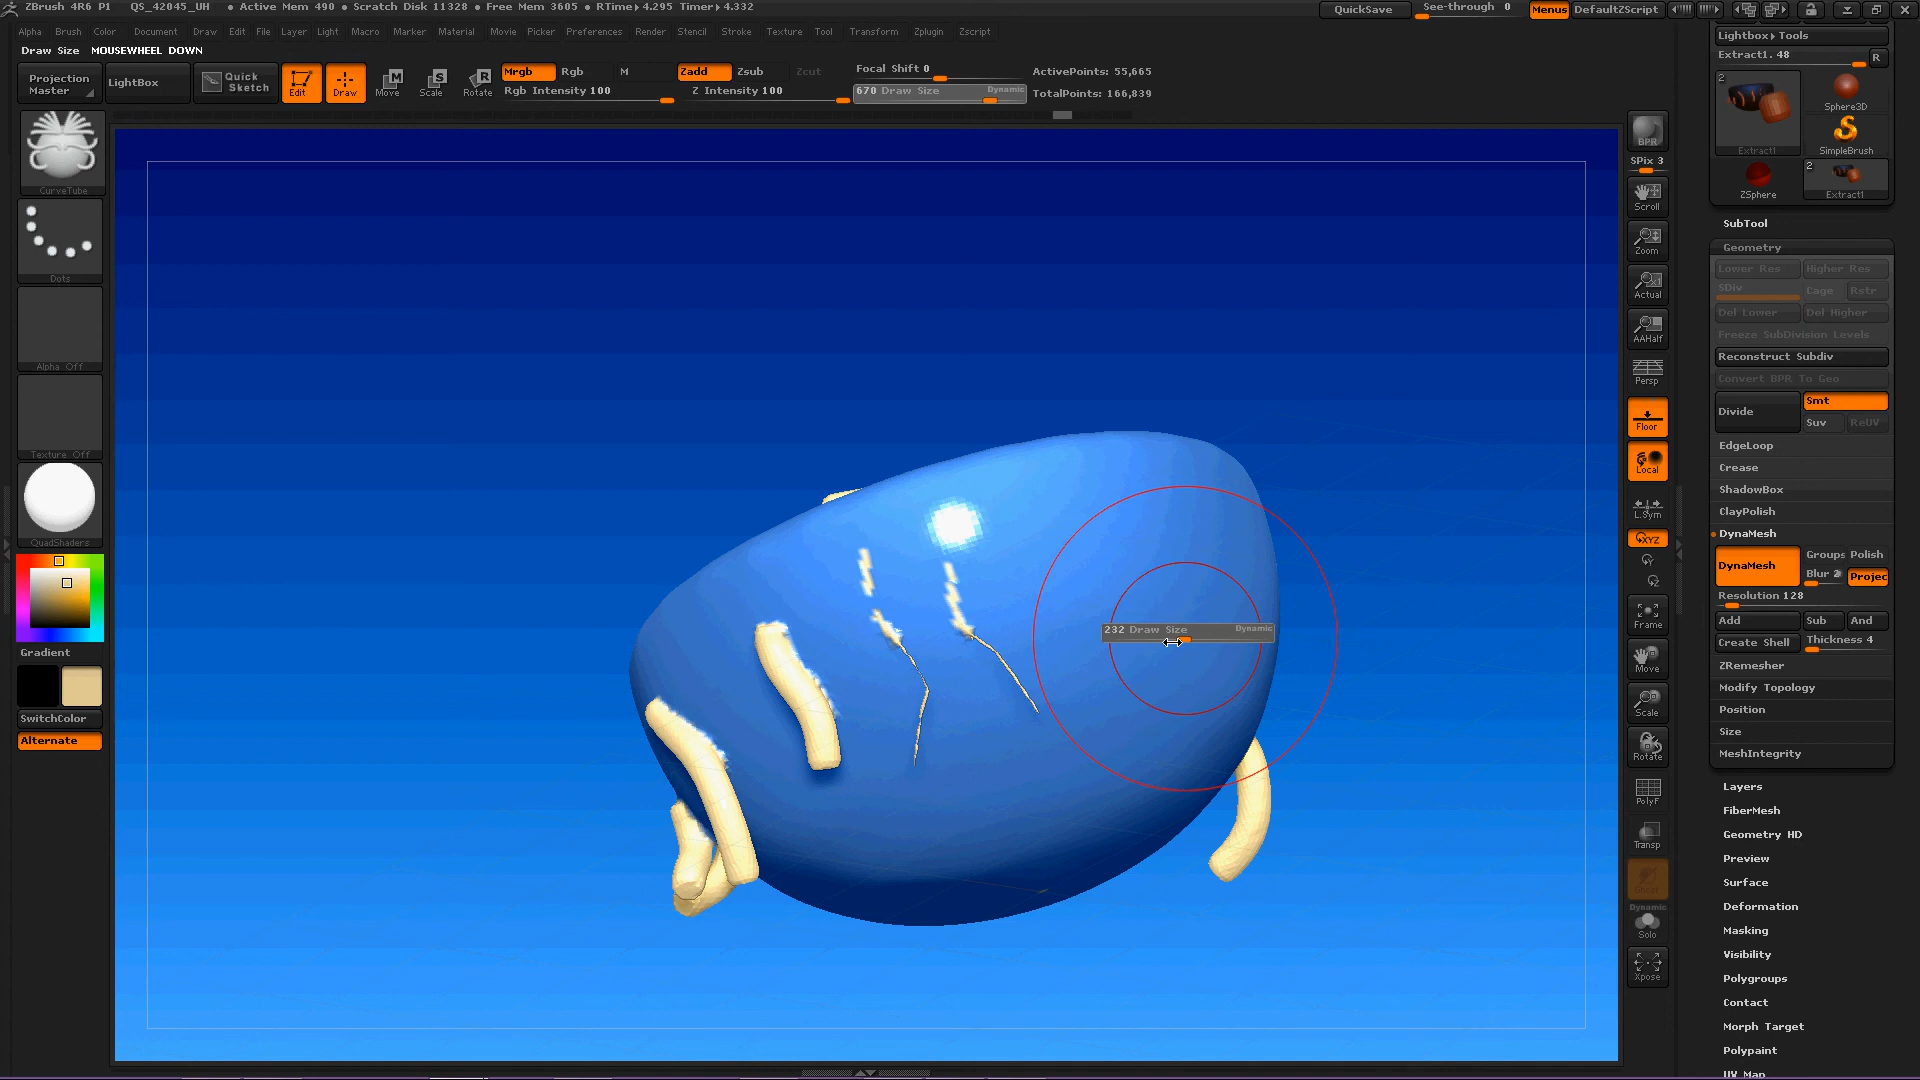 ZBrush 4R6 P1 QS_42045_UH • Active Mem 490 • Scratch Disk 11328 • Free Mem 3605 • RTime▸4.295 Timer▸4.332
QuickSave See-through 0 Menus DefaultZScript
Alpha Brush Color Document Draw Edit File Layer Light Macro Marker Material Movie Picker Preferences Render Stencil Stroke Texture Tool Transform Zplugin Zscript
Draw Size MOUSEWHEEL DOWN
Projection Master
LightBox
Quick Sketch
Edit
Draw
Move
Scale
Rotate
Mrgb Rgb M
Rgb Intensity 100
Zadd Zsub Zcut
Z Intensity 100
Focal Shift 0
670 Draw Size Dynamic
ActivePoints: 55,665
TotalPoints: 166,839
CurveTube
Dots
Alpha Off
Texture Off
QuadShaders
Gradient
SwitchColor
Alternate
232 Draw Size Dynamic
BPR
SPix 3
Scroll
Zoom
Actual
AAHalf
Persp
Floor
Local
L.Sym
XYZ
Frame
Move
Scale
Rotate
PolyF
Transp
Ghost
Dynamic
Solo
Xpose
Lightbox▸Tools
Extract1. 48 R
2
Extract1
Sphere3D
SimpleBrush
ZSphere
2
Extract1
SubTool
Geometry
Lower Res Higher Res
SDiv Cage Rstr
Del Lower Del Higher
Freeze SubDivision Levels
Reconstruct Subdiv
Convert BPR To Geo
Divide Smt
Suv ReUV
EdgeLoop
Crease
ShadowBox
ClayPolish
DynaMesh
DynaMesh Groups Polish
Blur 2 Projec
Resolution 128
Add Sub And
Create Shell Thickness 4
ZRemesher
Modify Topology
Position
Size
MeshIntegrity
Layers
FiberMesh
Geometry HD
Preview
Surface
Deformation
Masking
Visibility
Polygroups
Contact
Morph Target
Polypaint
UV Map